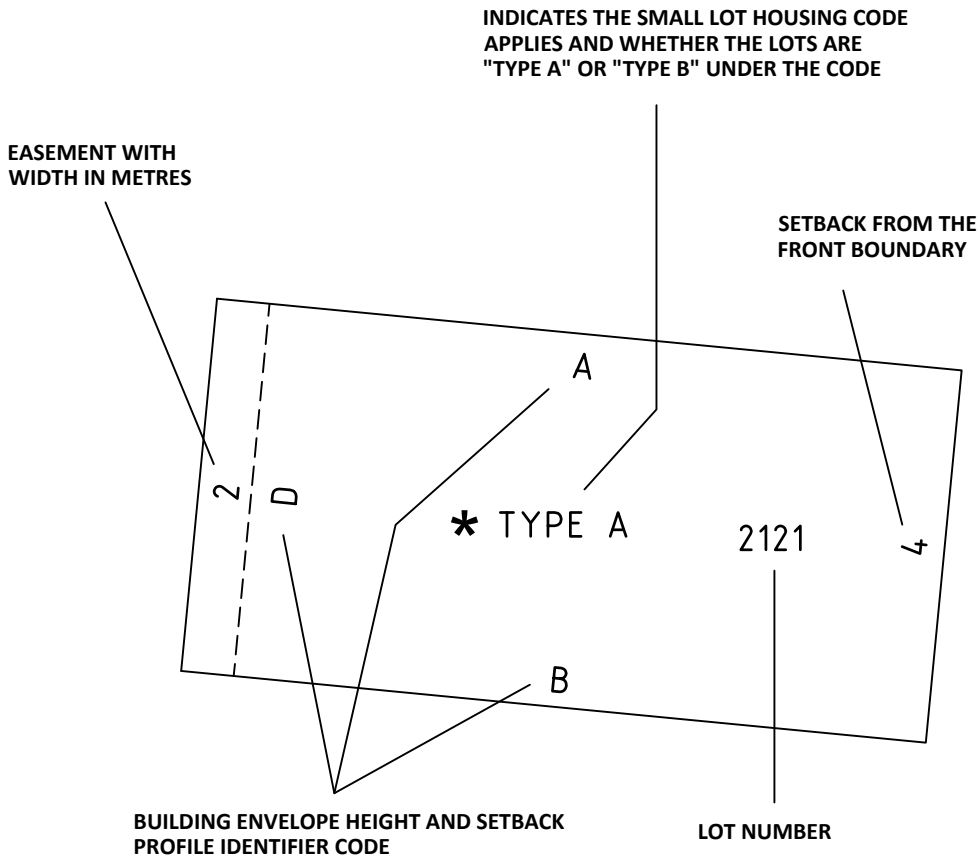 INDICATES THE SMALL LOT HOUSING CODE
APPLIES AND WHETHER THE LOTS ARE
"TYPE A" OR "TYPE B" UNDER THE CODE
EASEMENT WITH
WIDTH IN METRES
SETBACK FROM THE
FRONT BOUNDARY
A
2
D
* TYPE A
2121
4
B
BUILDING ENVELOPE HEIGHT AND SETBACK
PROFILE IDENTIFIER CODE
LOT NUMBER